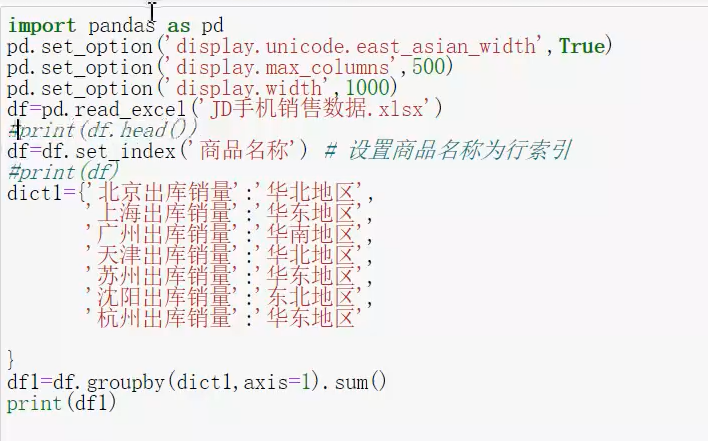 import pandas as pd
pd.set_option('display.unicode.east_asian_width',True)
pd.set_option('display.max_columns',500)
pd.set_option('display.width',1000)
df=pd.read_excel('JD手机销售数据.xlsx')
#print(df.head())
df=df.set_index('商品名称') # 设置商品名称为行索引
#print(df)
dict1={'北京出库销量':'华北地区',
'上海出库销量':'华东地区',
'广州出库销量':'华南地区',
'天津出库销量':'华北地区',
'苏州出库销量':'华东地区',
'沈阳出库销量':'东北地区',
'杭州出库销量':'华东地区'
}
df1=df.groupby(dict1,axis=1).sum()
print(df1)